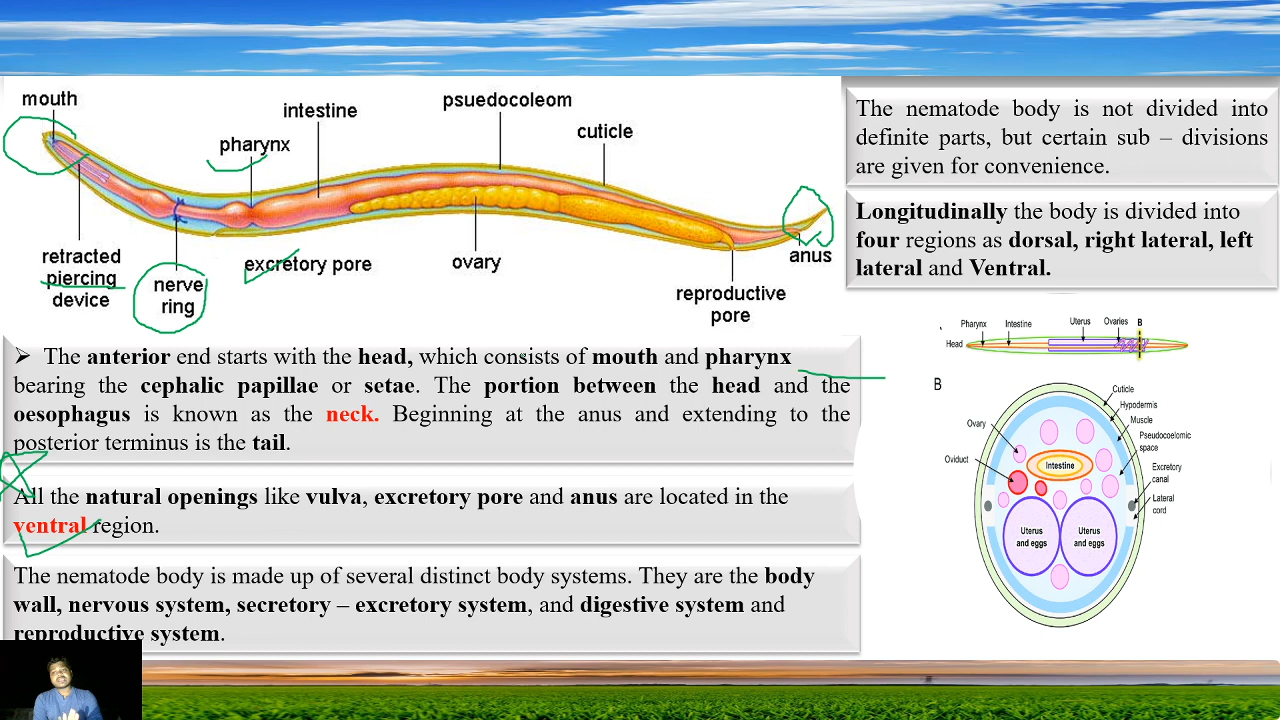 mouth
pharynx
intestine
psuedocoleom
cuticle
retracted
piercing
device
nerve
ring
excretory pore
ovary
reproductive
pore
anus
The nematode body is not divided into
definite parts, but certain sub – divisions
are given for convenience.
Longitudinally the body is divided into
four regions as dorsal, right lateral, left
lateral and Ventral.
➢ The anterior end starts with the head, which consists of mouth and pharynx
bearing the cephalic papillae or setae. The portion between the head and the
oesophagus is known as the neck. Beginning at the anus and extending to the
posterior terminus is the tail.
All the natural openings like vulva, excretory pore and anus are located in the
ventral region.
The nematode body is made up of several distinct body systems. They are the body
wall, nervous system, secretory – excretory system, and digestive system and
reproductive system.
Pharynx
Intestine
Uterus
Ovaries
B
Head
B
Cuticle
Hypodermis
Muscle
Pseudocoelomic
space
Excretory
canal
Lateral
cord
Ovary
Oviduct
Intestine
Uterus
and eggs
Uterus
and eggs